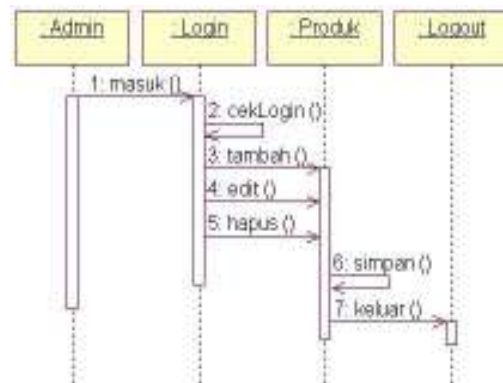 : Admin
: Login
: Produk
: Logout
1: masuk ()
2: cekLogin ()
3: tambah ()
4: edit ()
5: hapus ()
6: simpan ()
7: keluar ()